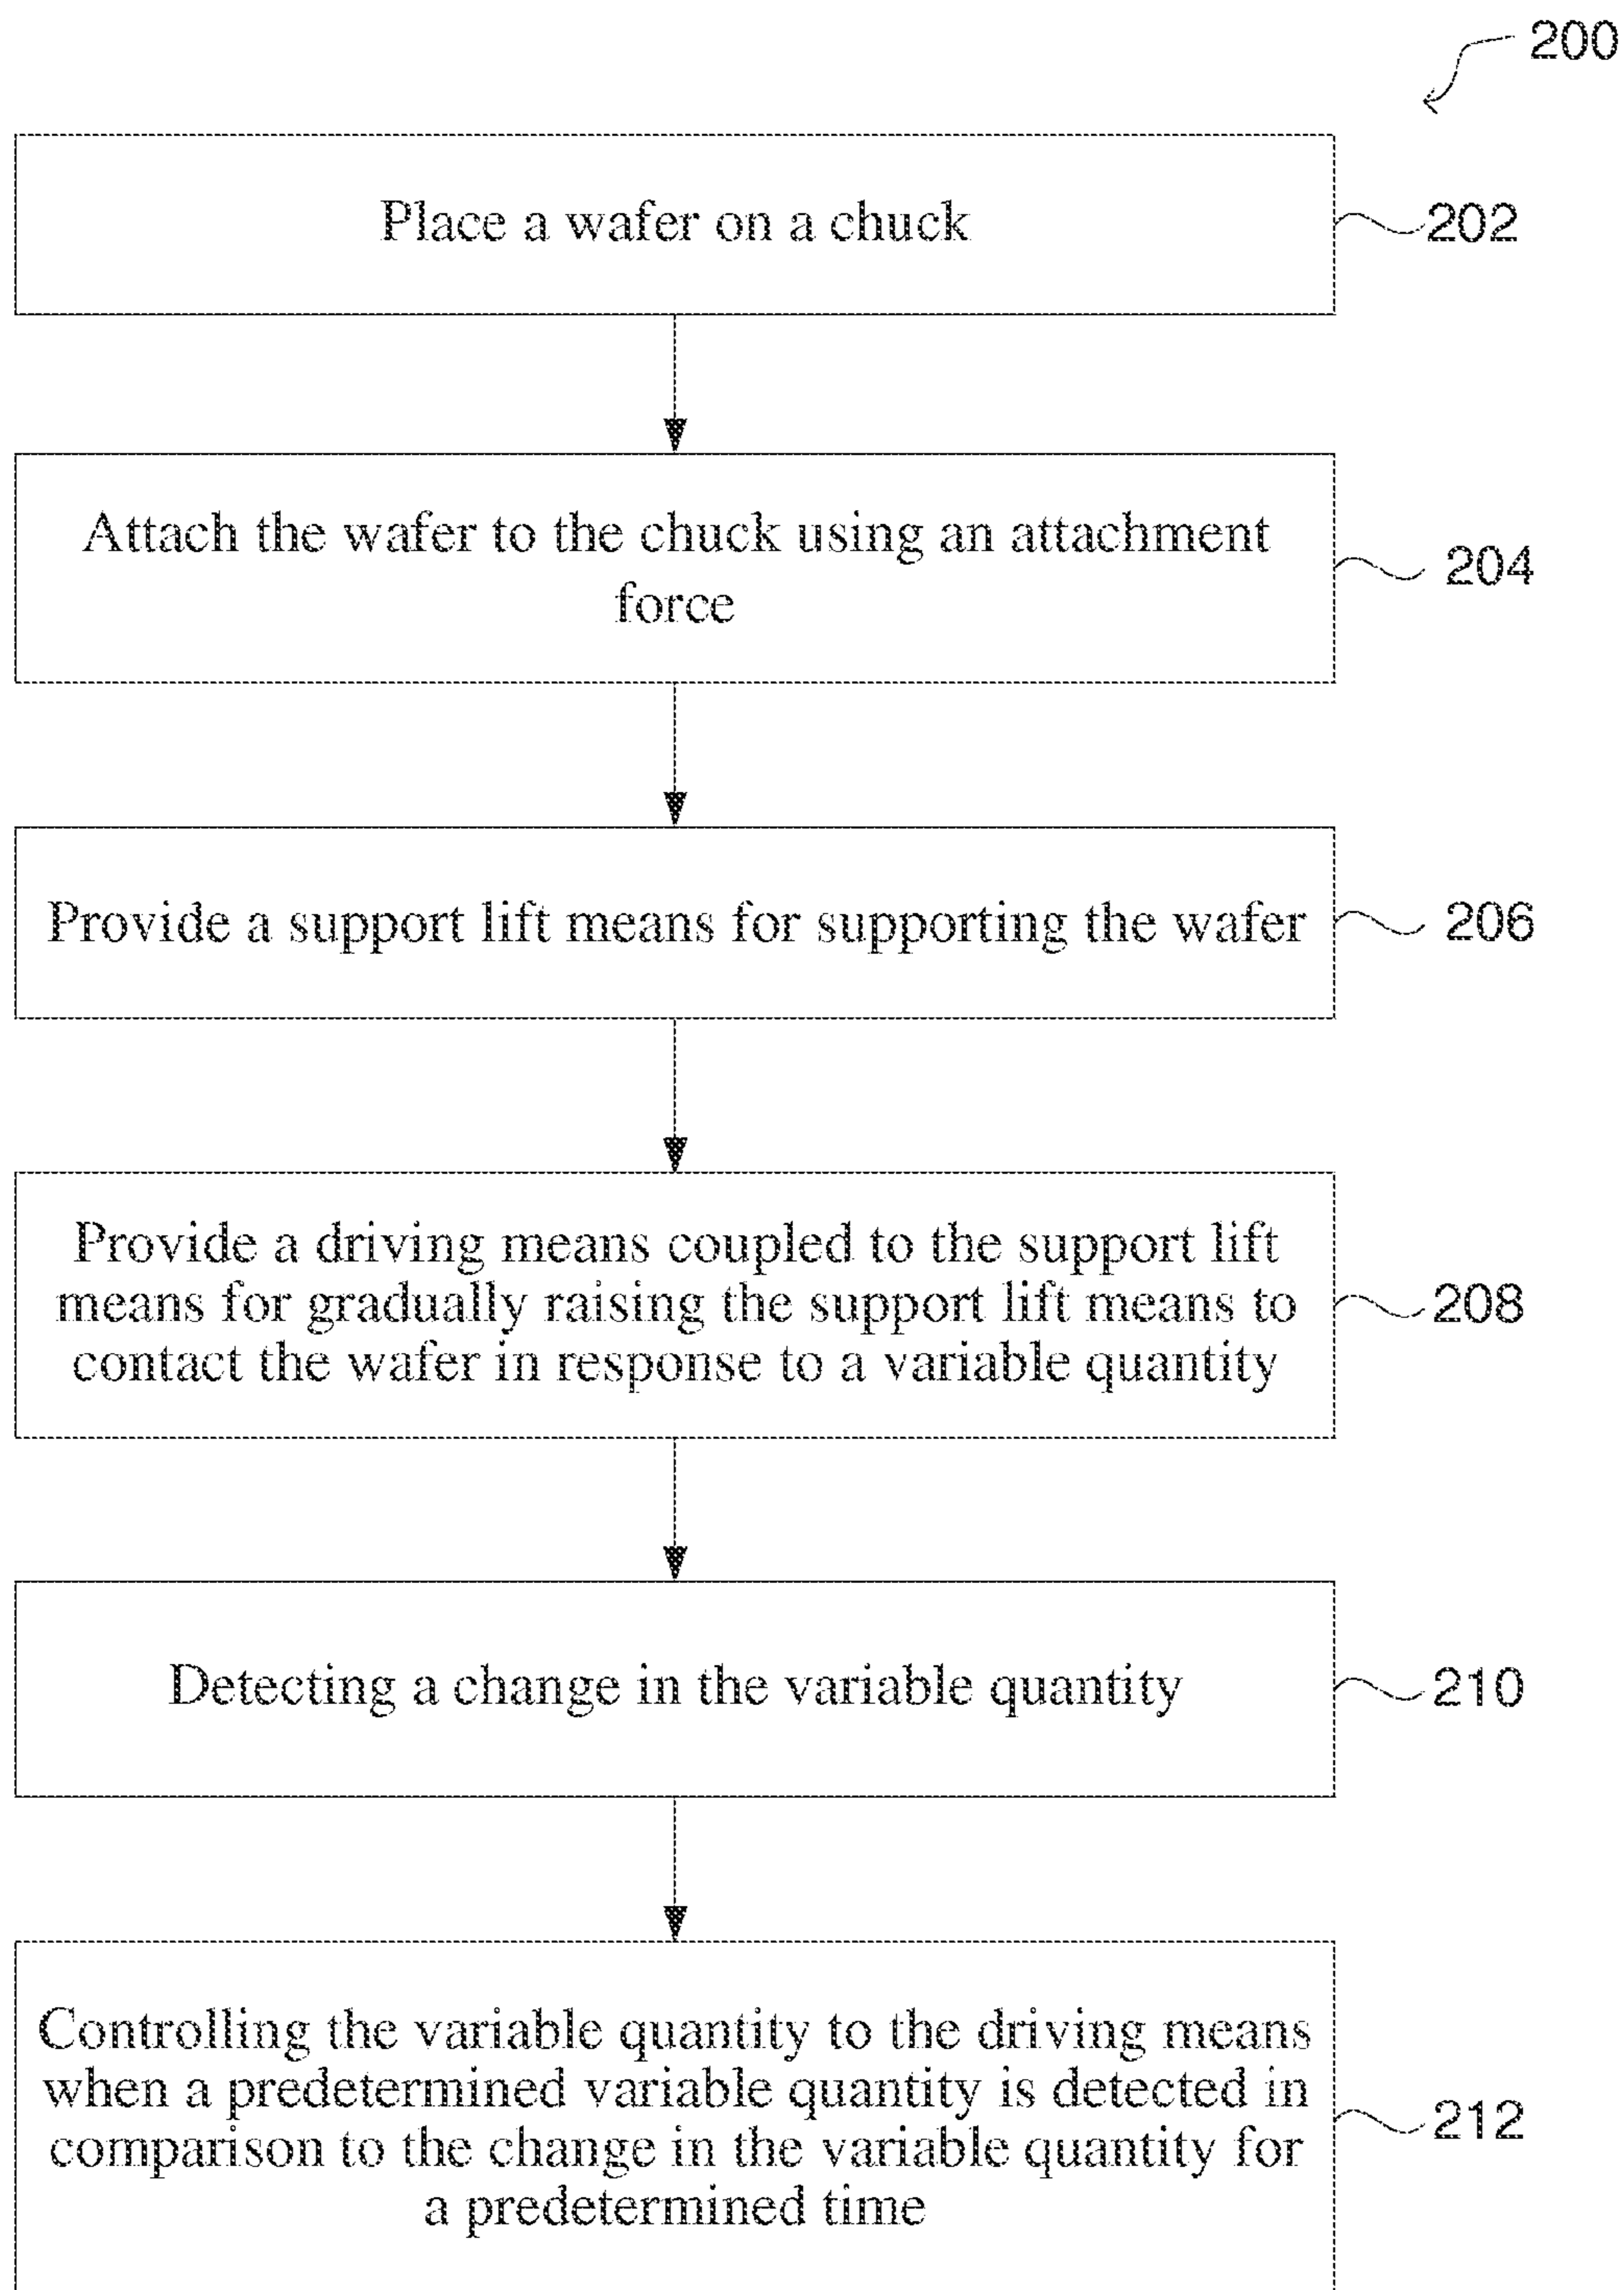 200
Place a wafer on a chuck
202
Attach the wafer to the chuck using an attachment
force
204
Provide a support lift means for supporting the wafer
206
Provide a driving means coupled to the support lift
means for gradually raising the support lift means to
contact the wafer in response to a variable quantity
208
Detecting a change in the variable quantity
210
Controlling the variable quantity to the driving means
when a predetermined variable quantity is detected in
comparison to the change in the variable quantity for
a predetermined time
212